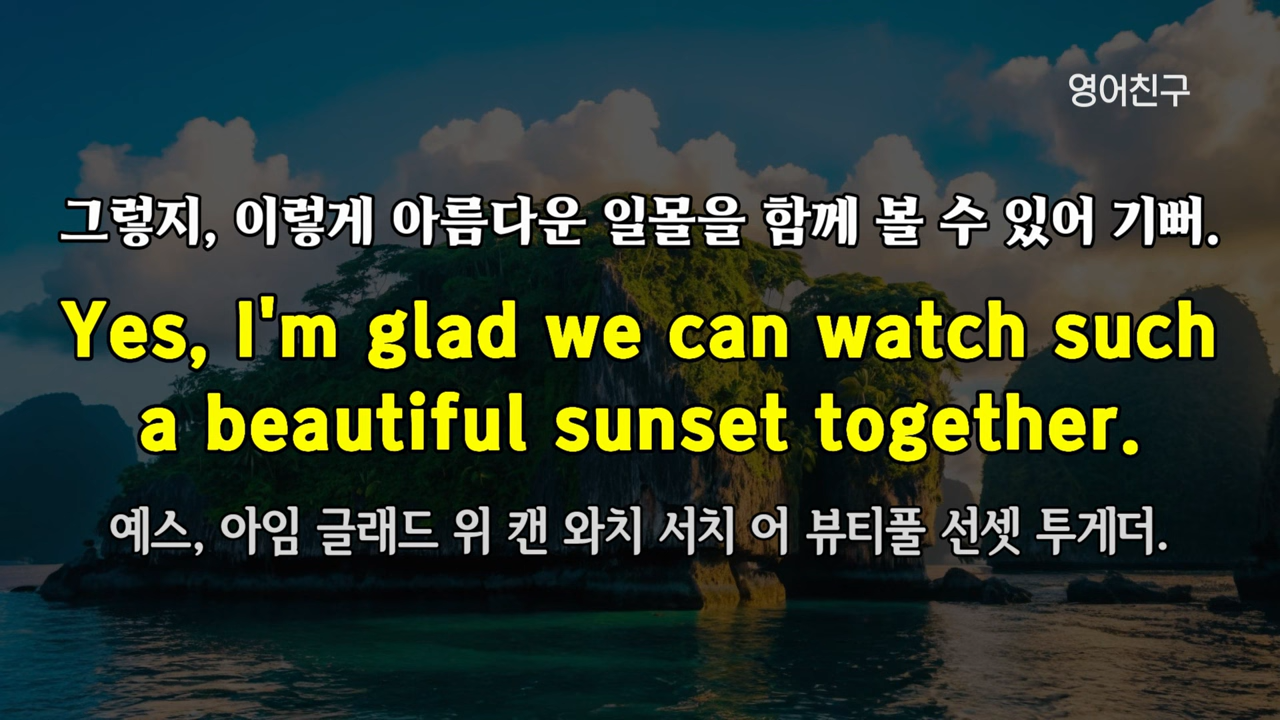 영어친구
그렇지, 이렇게 아름다운 일몰을 함께 볼 수 있어 기뻐.
Yes, I'm glad we can watch such
a beautiful sunset together.
예스, 아임 글래드 위 캔 와치 서치 어 뷰티풀 선셋 투게더.